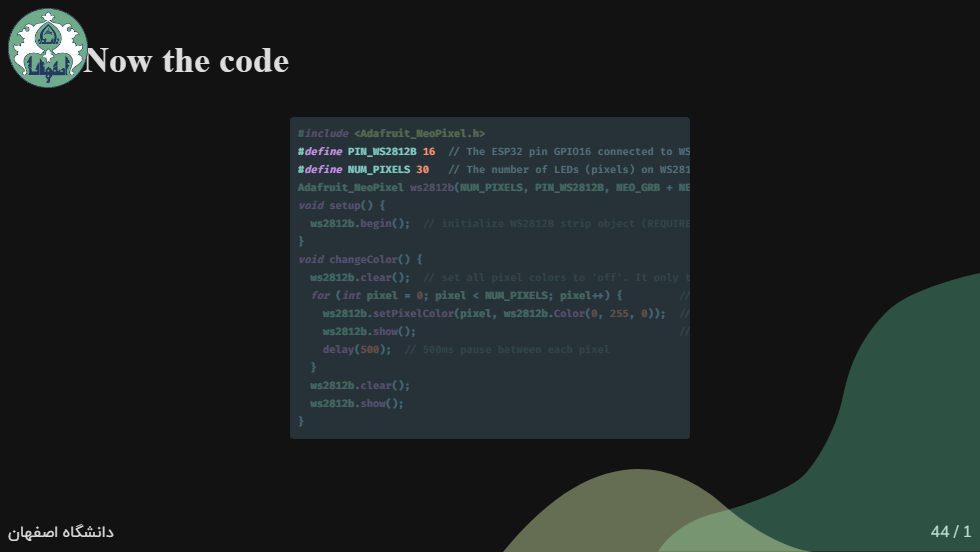 Now the code
#include <Adafruit_NeoPixel.h>
#define PIN_WS2812B 16 // The ESP32 pin GPIO16 connected to WS
#define NUM_PIXELS 30 // The number of LEDs (pixels) on WS281
Adafruit_NeoPixel ws2812b(NUM_PIXELS, PIN_WS2812B, NEO_GRB + NE
void setup() {
ws2812b.begin(); // initialize WS2812B strip object (REQUIRE
}
void changeColor() {
ws2812b.clear(); // set all pixel colors to 'off'. It only t
for (int pixel = 0; pixel < NUM_PIXELS; pixel++) { //
ws2812b.setPixelColor(pixel, ws2812b.Color(0, 255, 0)); //
ws2812b.show(); //
delay(500); // 500ms pause between each pixel
}
ws2812b.clear();
ws2812b.show();
}
دانشگاه اصفهان
44 / 1